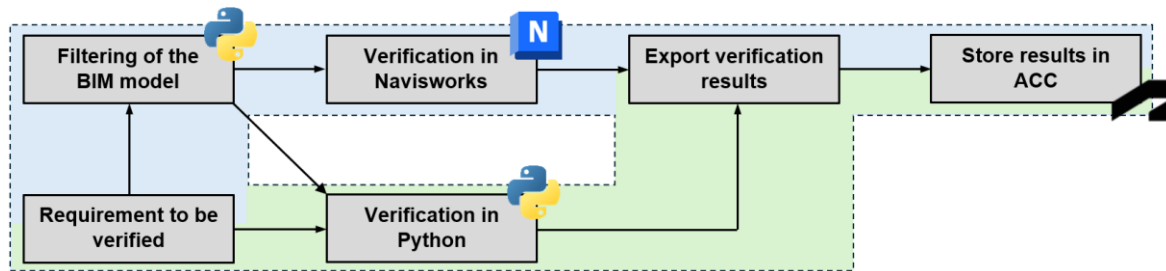 Filtering of the
BIM model
Verification in
Navisworks
N
Export verification
results
Store results in
ACC
Requirement to be
verified
Verification in
Python